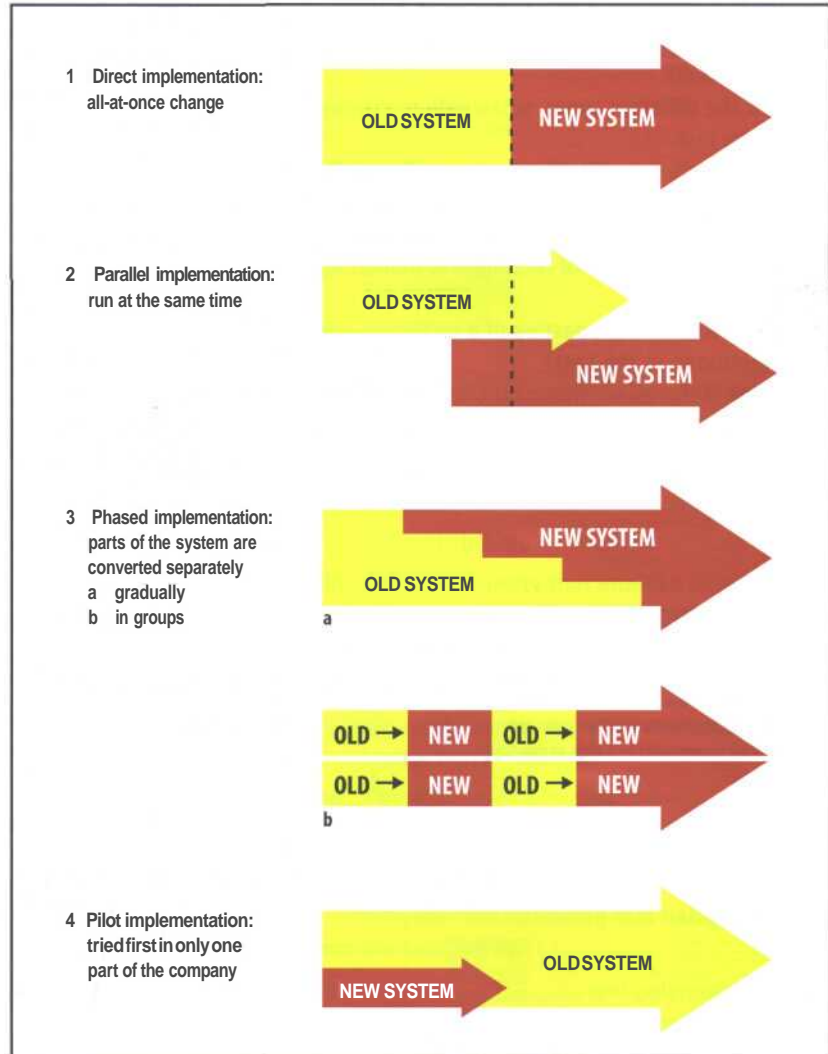 1 Direct implementation:
all-at-once change
OLD SYSTEM
NEW SYSTEM
2 Parallel implementation:
run at the same time
OLD SYSTEM
NEW SYSTEM
3 Phased implementation:
parts of the system are
converted separately
a gradually
b in groups
NEW SYSTEM
OLD SYSTEM
a
OLD → NEW OLD → NEW
OLD → NEW OLD → NEW
b
4 Pilot implementation:
tried first in only one
part of the company
OLD SYSTEM
NEW SYSTEM